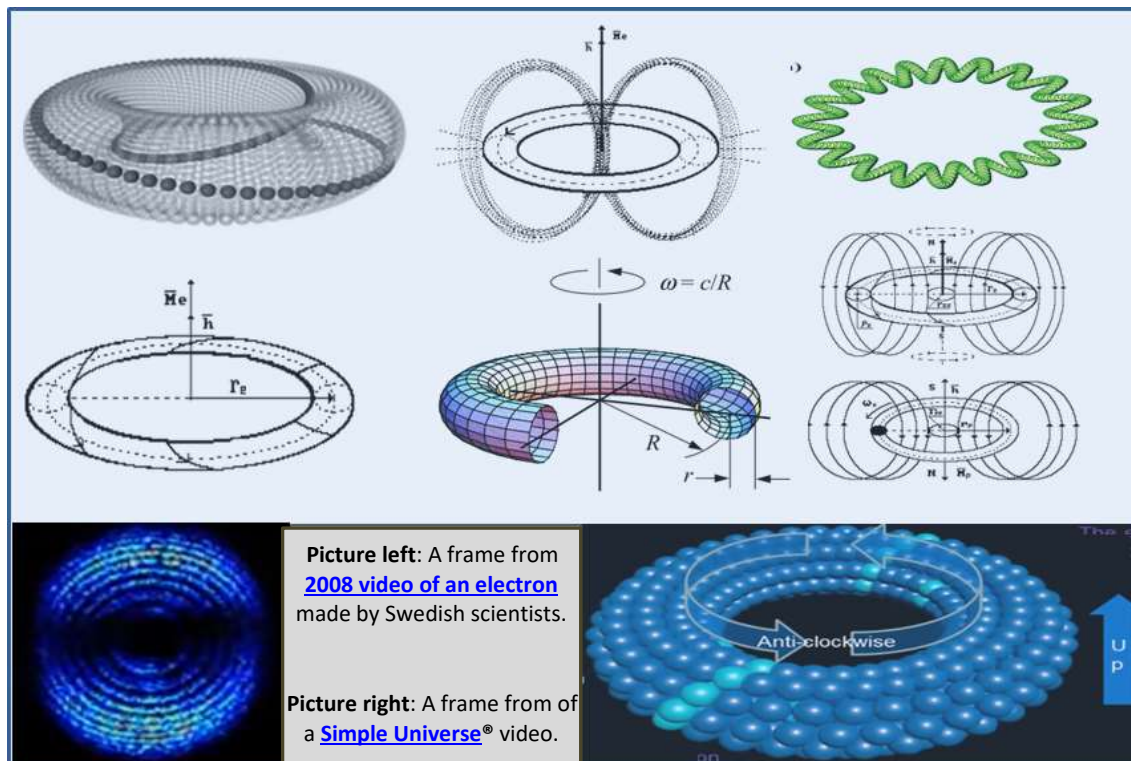 M̄e
h̄
ω = c/R
M̄e
h̄
r
R
r
S
h̄
N
Picture left: A frame from
2008 video of an electron
made by Swedish scientists.
Picture right: A frame from of
a Simple Universe® video.
Anti-clockwise
U
p